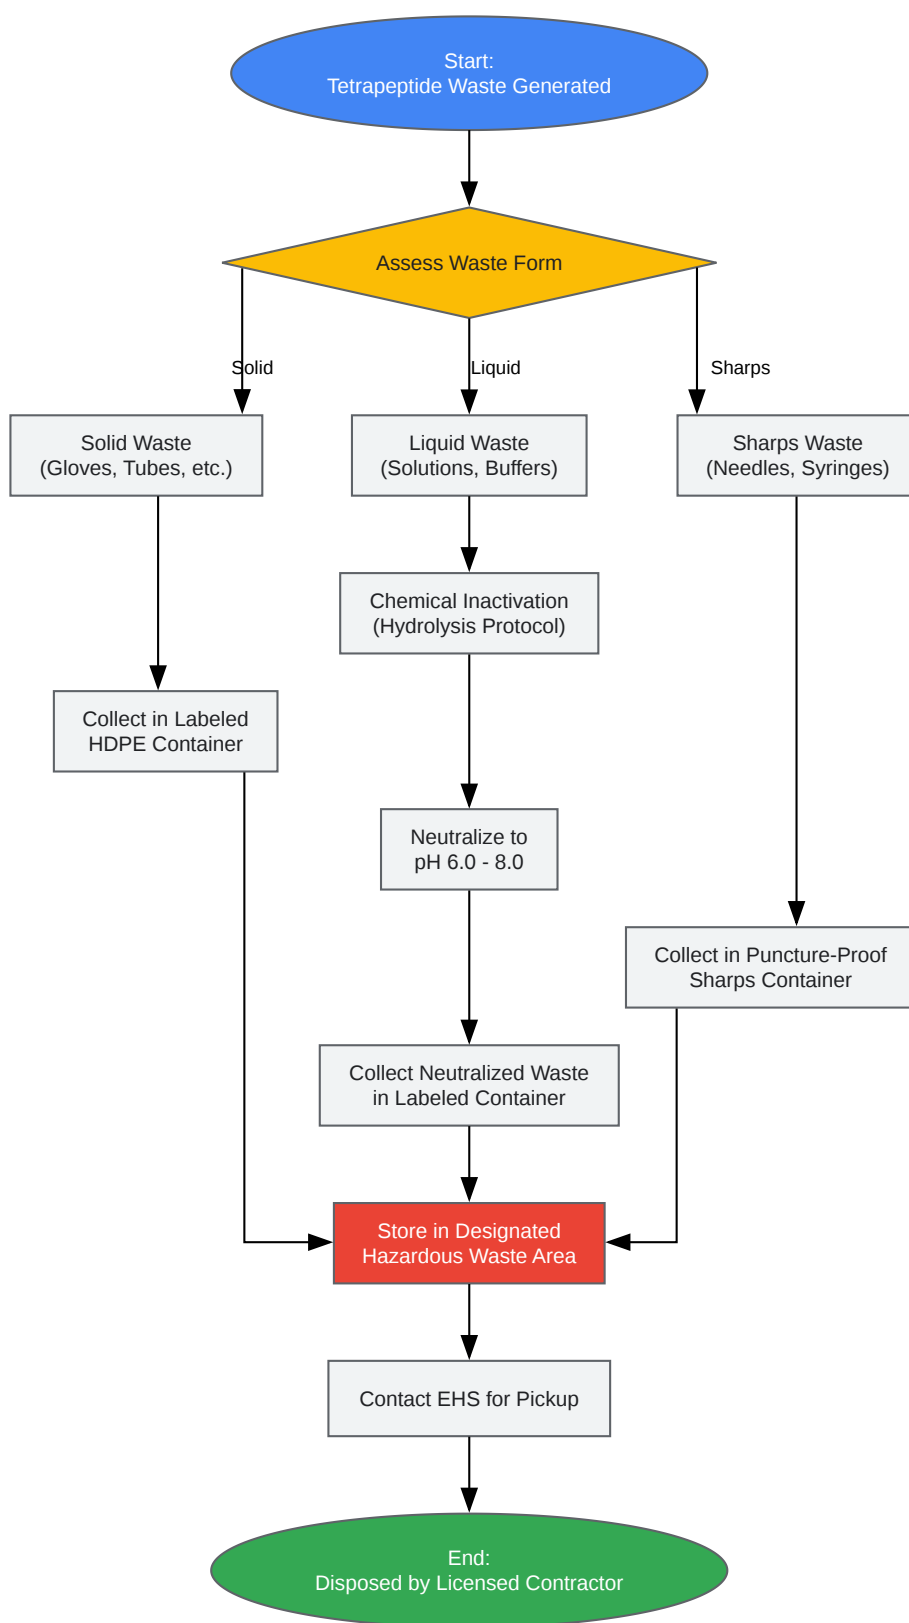 Start:
Tetrapeptide Waste Generated
Assess Waste Form
Solid
Liquid
Sharps
Solid Waste
(Gloves, Tubes, etc.)
Liquid Waste
(Solutions, Buffers)
Sharps Waste
(Needles, Syringes)
Chemical Inactivation
(Hydrolysis Protocol)
Collect in Labeled
HDPE Container
Neutralize to
pH 6.0 - 8.0
Collect in Puncture-Proof
Sharps Container
Collect Neutralized Waste
in Labeled Container
Store in Designated
Hazardous Waste Area
Contact EHS for Pickup
End:
Disposed by Licensed Contractor